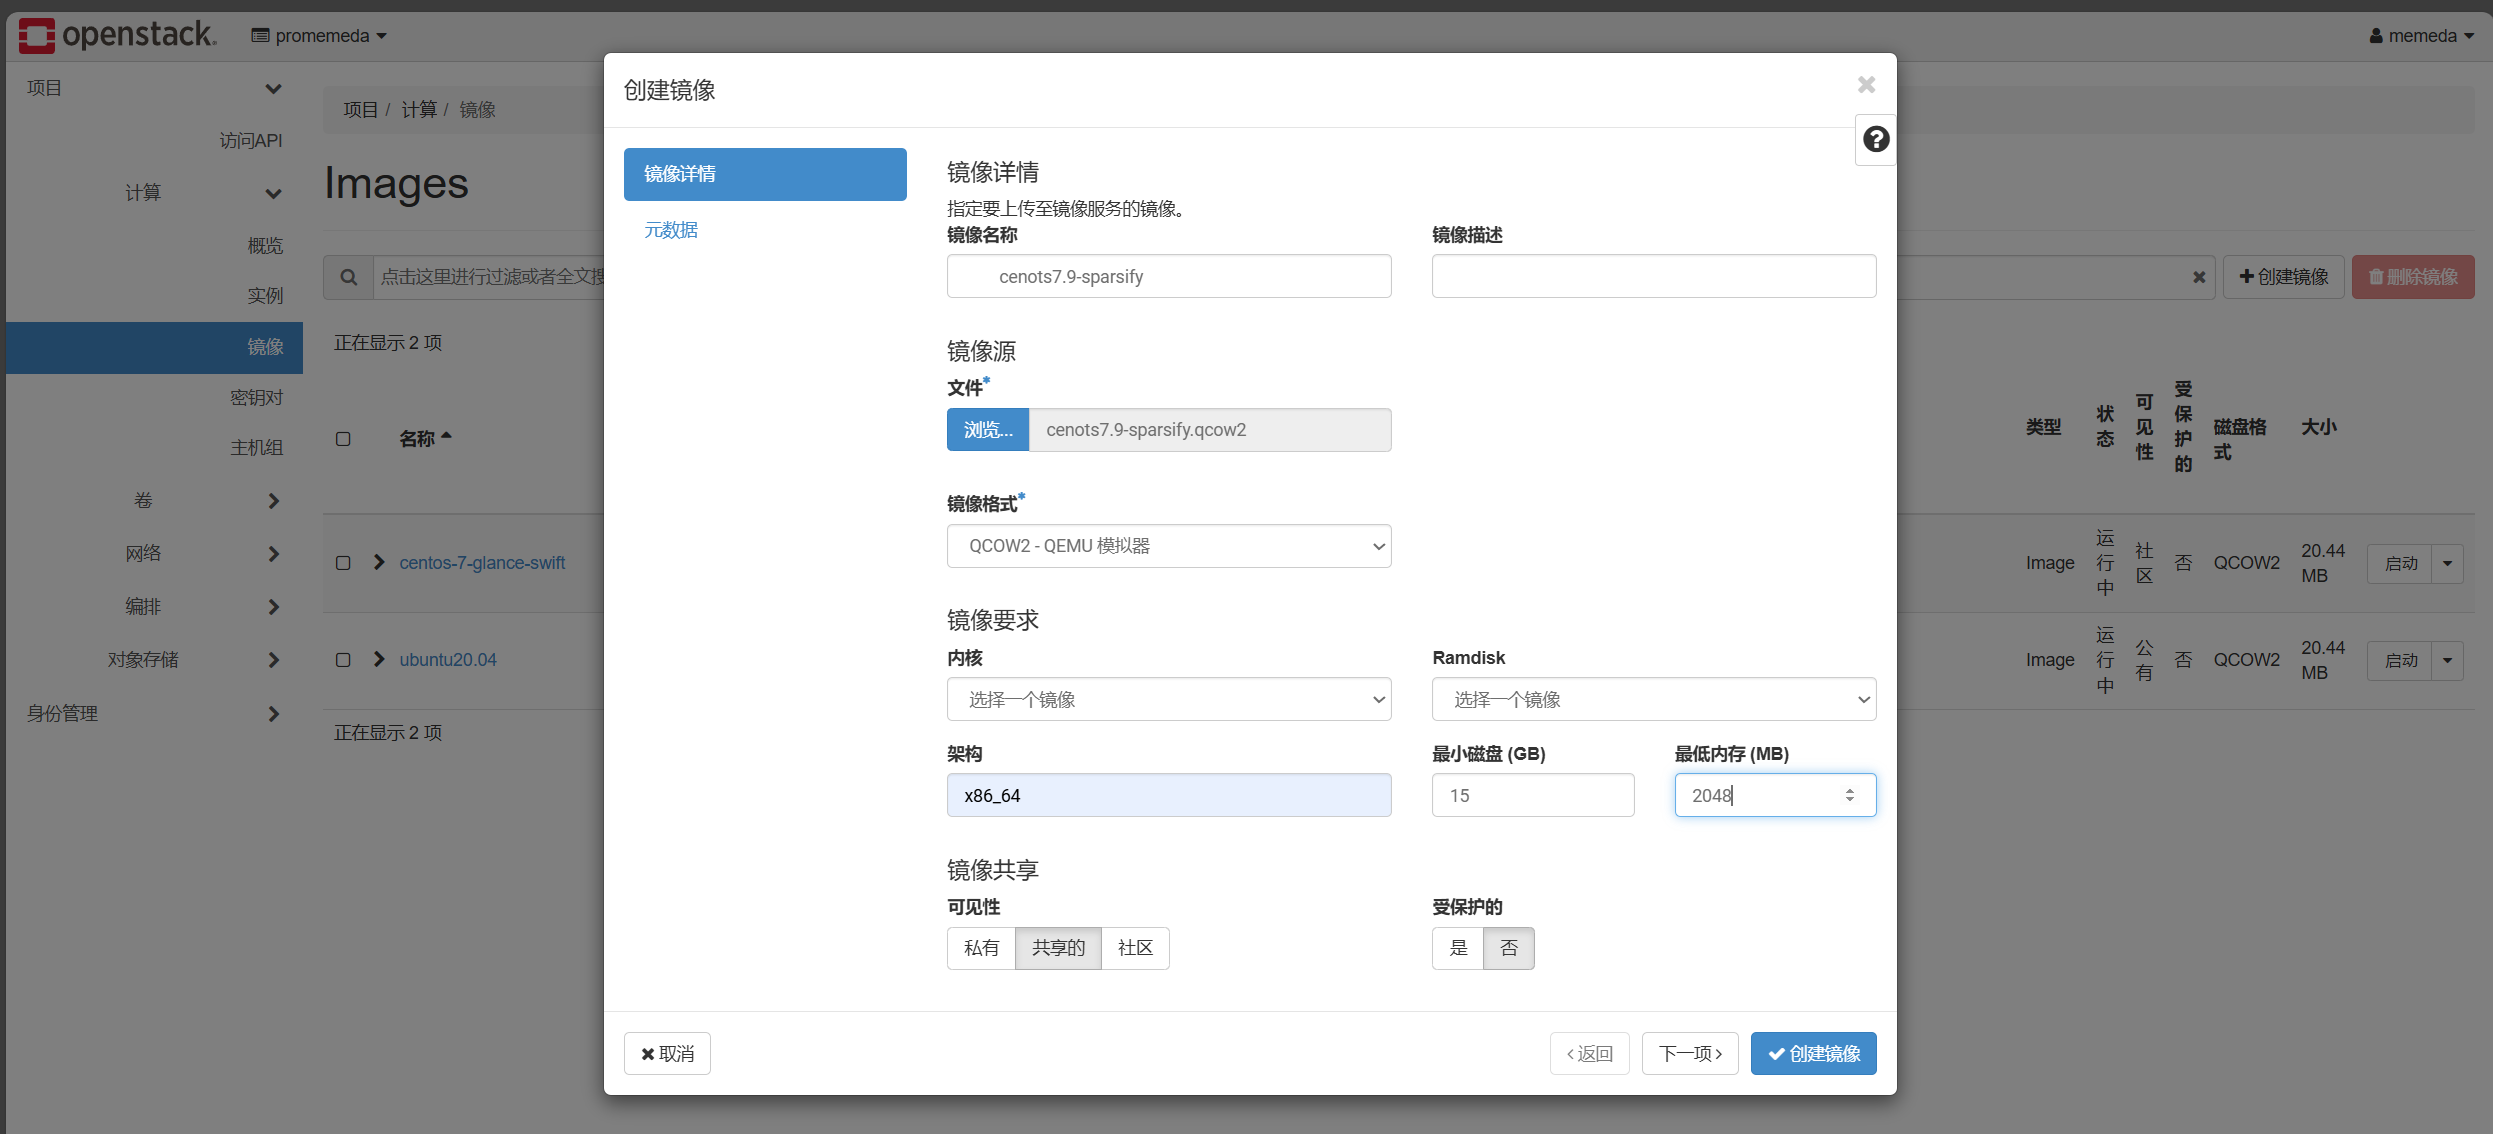 openstack.
promemeda
memeda
项目
访问API
计算
概览
实例
镜像
密钥对
主机组
卷
网络
编排
对象存储
身份管理
项目 / 计算 / 镜像
Images
点击这里进行过滤或者全文搜
创建镜像
删除镜像
正在显示 2 项
名称
类型
状态
可见性
受保护的
磁盘格式
大小
centos-7-glance-swift
Image
运行中
社区
否
QCOW2
20.44 MB
启动
ubuntu20.04
Image
运行中
公有
否
QCOW2
20.44 MB
启动
正在显示 2 项
创建镜像
镜像详情
元数据
镜像详情
指定要上传至镜像服务的镜像。
镜像名称
镜像描述
cenots7.9-sparsify
镜像源
文件*
浏览... cenots7.9-sparsify.qcow2
镜像格式*
QCOW2 - QEMU 模拟器
镜像要求
内核
Ramdisk
选择一个镜像
选择一个镜像
架构
最小磁盘 (GB)
最低内存 (MB)
x86_64
15
2048
镜像共享
可见性
受保护的
私有 共享的 社区
是 否
取消
‹返回
下一项›
创建镜像